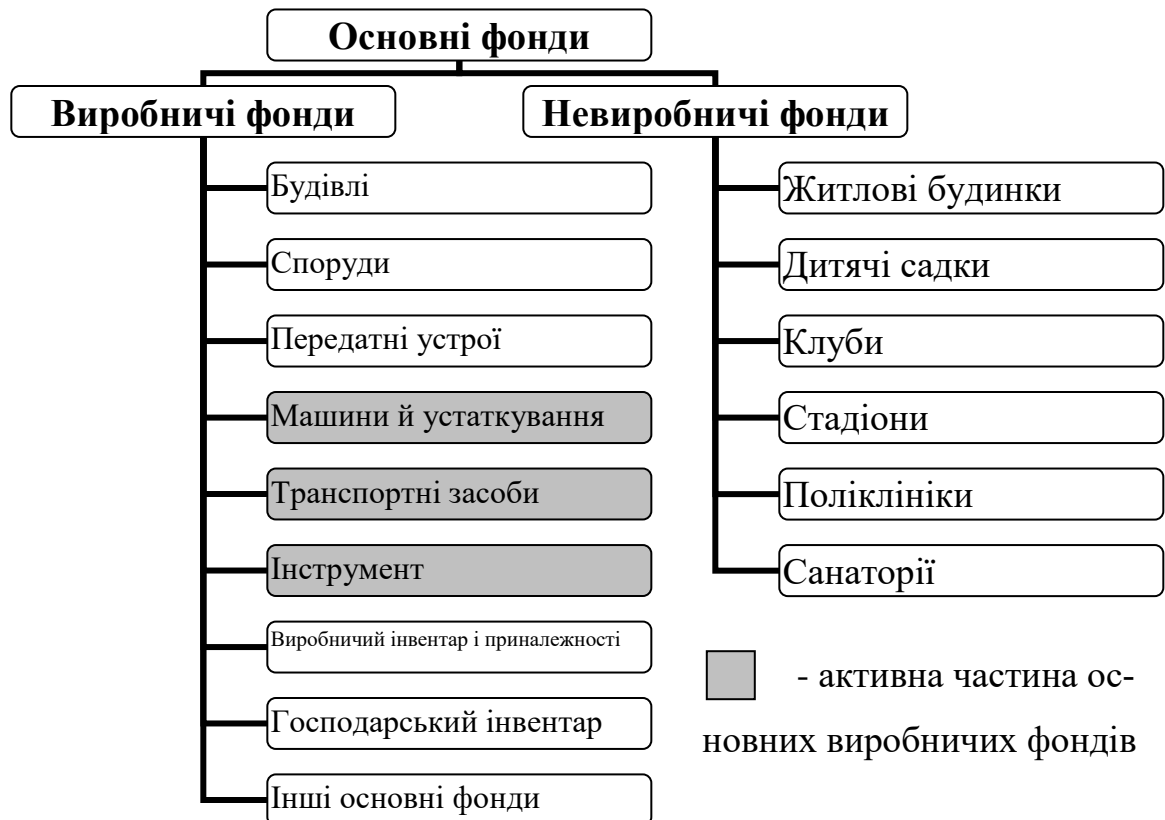 Основні фонди
Виробничі фонди
Невиробничі фонди
Будівлі
Споруди
Передатні устрої
Машини й устаткування
Транспортні засоби
Інструмент
Виробничий інвентар і приналежності
Господарський інвентар
Інші основні фонди
Житлові будинки
Дитячі садки
Клуби
Стадіони
Поліклініки
Санаторії
- активна частина ос-
новних виробничих фондів